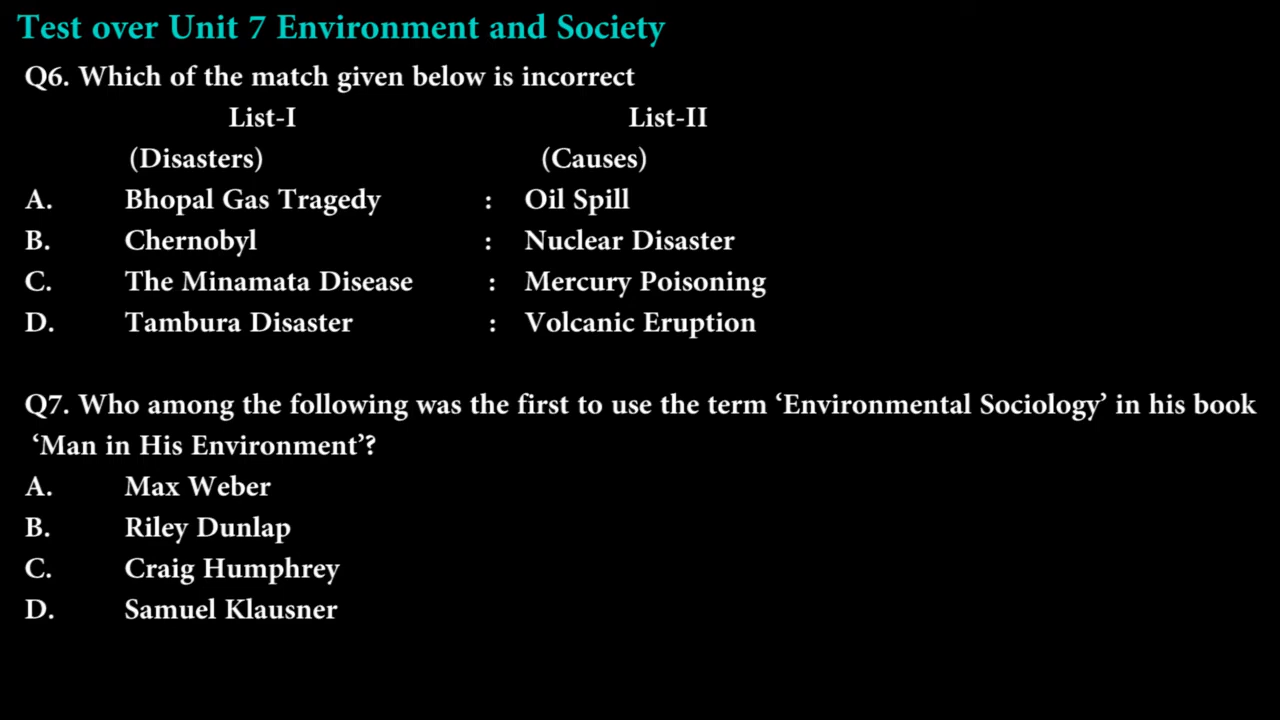 Test over Unit 7 Environment and Society
Q6. Which of the match given below is incorrect
List-I List-II
(Disasters) (Causes)
A. Bhopal Gas Tragedy : Oil Spill
B. Chernobyl : Nuclear Disaster
C. The Minamata Disease : Mercury Poisoning
D. Tambura Disaster : Volcanic Eruption
Q7. Who among the following was the first to use the term ‘Environmental Sociology’ in his book
‘Man in His Environment’?
A. Max Weber
B. Riley Dunlap
C. Craig Humphrey
D. Samuel Klausner